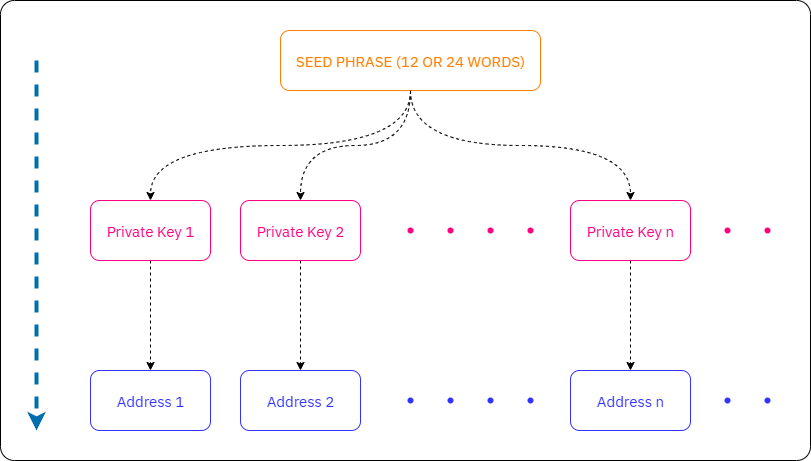 SEED PHRASE (12 OR 24 WORDS)
Private Key 1
Private Key 2
Private Key n
Address 1
Address 2
Address n